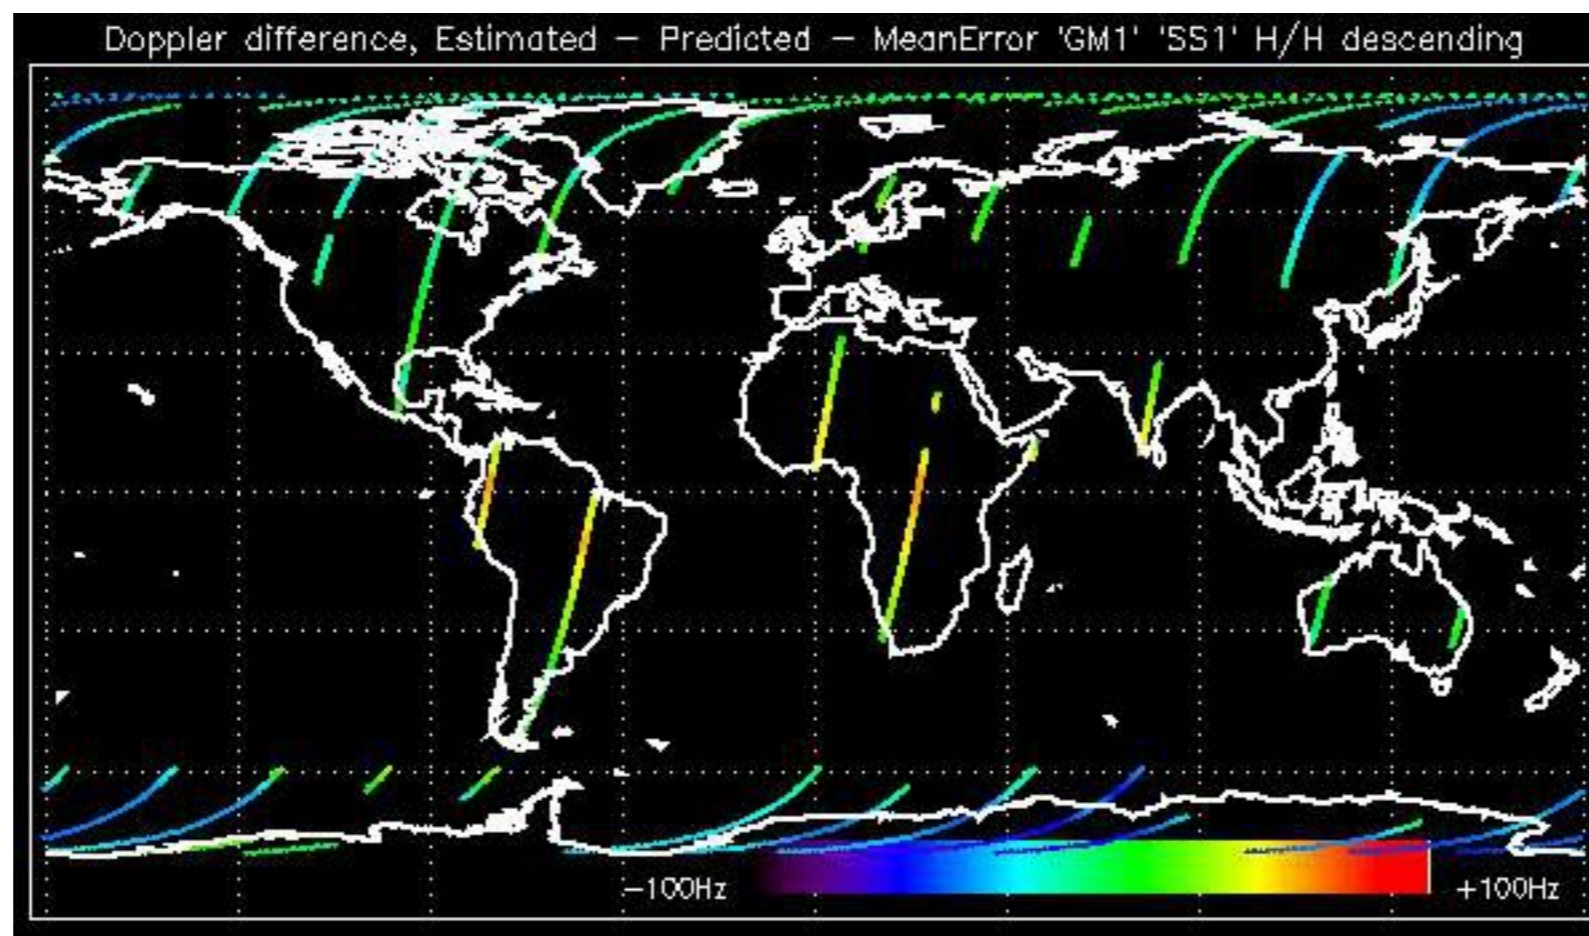 Doppler difference, Estimated – Predicted – MeanError 'GM1' 'SS1' H/H descending
–100Hz +100Hz